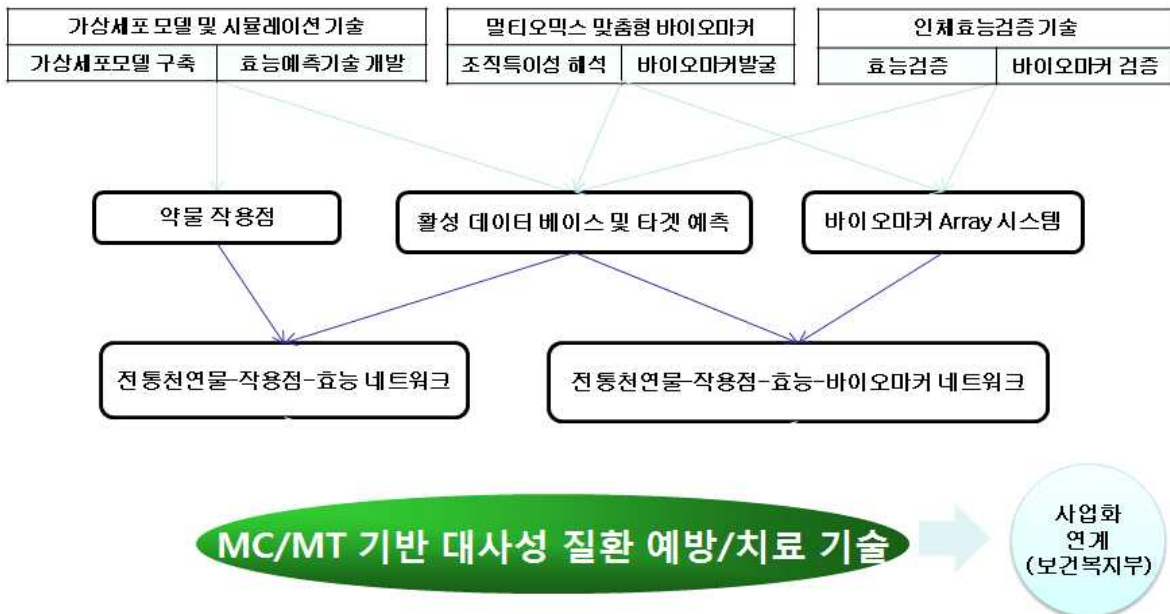 가상세포 모델 및 시뮬레이션 기술
가상세포모델 구축
효능예측기술 개발
멀티오믹스 맞춤형 바이오마커
조직특이성 해석
바이오마커발굴
인체효능검증 기술
효능검증
바이오마커 검증
약물 작용점
활성 데이터 베이스 및 타겟 예측
바이오마커 Array 시스템
전통천연물-작용점-효능 네트워크
전통천연물-작용점-효능-바이오마커 네트워크
MC/MT 기반 대사성 질환 예방/치료 기술
사업화
연계
(보건복지부)